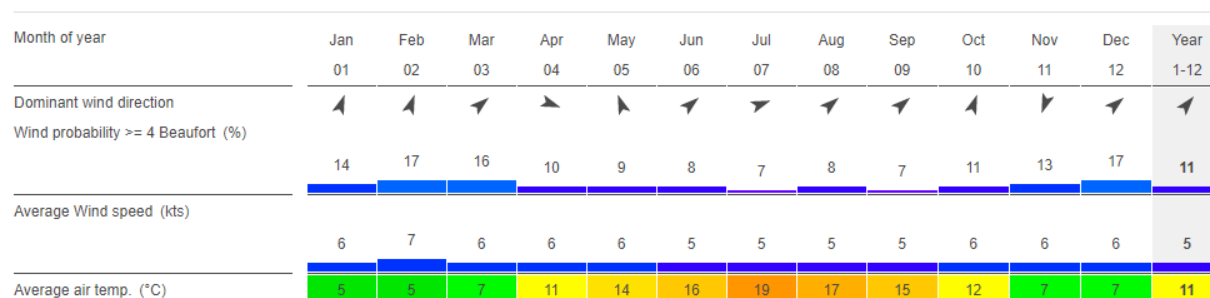 Month of year Jan Feb Mar Apr May Jun Jul Aug Sep Oct Nov Dec Year
01 02 03 04 05 06 07 08 09 10 11 12 1-12
Dominant wind direction
Wind probability >= 4 Beaufort (%)
14 17 16 10 9 8 7 8 7 11 13 17 11
Average Wind speed (kts)
6 7 6 6 6 5 5 5 5 6 6 6 5
Average air temp. (°C) 5 5 7 11 14 16 19 17 15 12 7 7 11